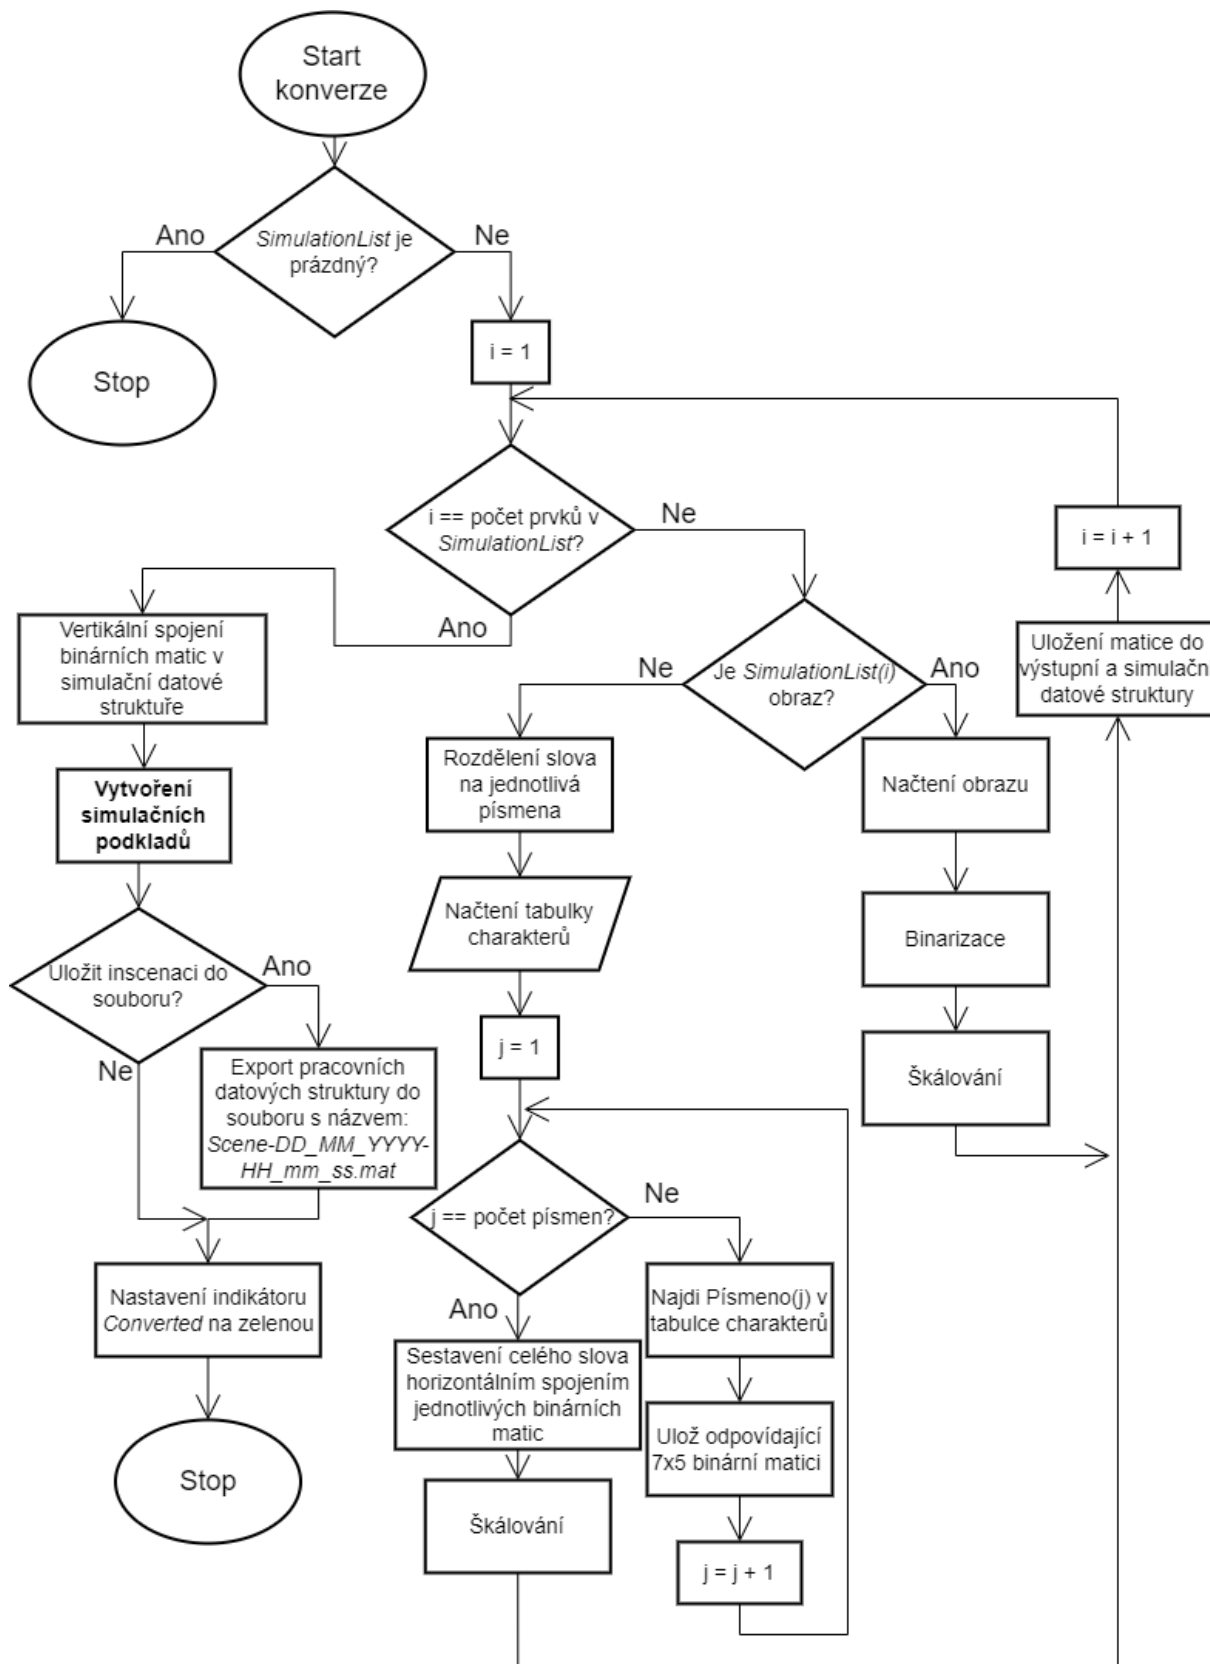 Start
konverze
Ano
SimulationList je
prázdný?
Ne
Stop
i = 1
i == počet prvků v
SimulationList?
Ne
Ano
i = i + 1
Vertikální spojení
binárních matic v
simulační datové
struktuře
Ne
Je SimulationList(i)
obraz?
Ano
Uložení matice do
výstupní a simulačn
datové struktury
Vytvoření
simulačních
podkladů
Rozdělení slova
na jednotlivá
písmena
Načtení obrazu
Načtení tabulky
charakterů
Binarizace
Uložit inscenaci do
souboru?
Ano
Ne
j = 1
Škálování
Export pracovních
datových struktury do
souboru s názvem:
Scene-DD_MM_YYYY-
HH_mm_ss.mat
j == počet písmen?
Ne
Ano
Nastavení indikátoru
Converted na zelenou
Najdi Písmeno(j) v
tabulce charakterů
Sestavení celého slova
horizontálním spojením
jednotlivých binárních
matic
Ulož odpovídající
7x5 binární matici
Stop
Škálování
j = j + 1